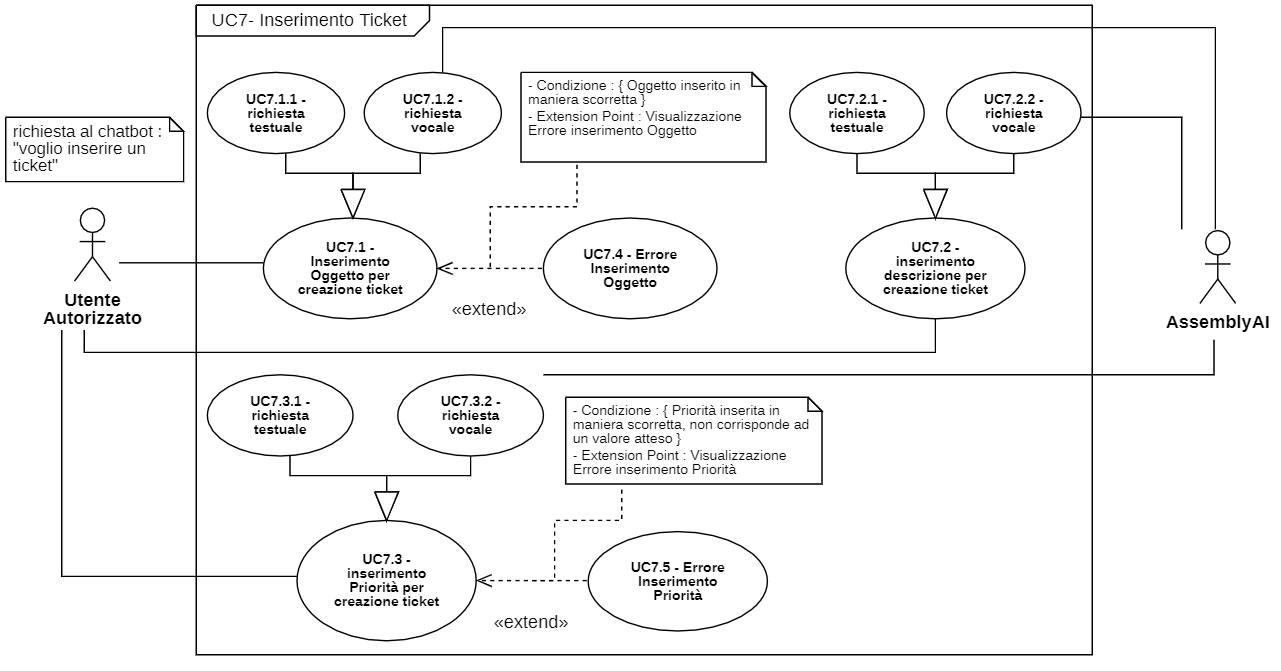 UC7- Inserimento Ticket
richiesta al chatbot :
"voglio inserire un
ticket"
UC7.1.1 -
richiesta
testuale
UC7.1.2 -
richiesta
vocale
- Condizione : { Oggetto inserito in
maniera scorretta }
- Extension Point : Visualizzazione
Errore inserimento Oggetto
UC7.2.1 -
richiesta
testuale
UC7.2.2 -
richiesta
vocale
Utente
Autorizzato
UC7.1 -
Inserimento
Oggetto per
creazione ticket
«extend»
UC7.4 - Errore
Inserimento
Oggetto
UC7.2 -
inserimento
descrizione per
creazione ticket
AssemblyAI
UC7.3.1 -
richiesta
testuale
UC7.3.2 -
richiesta
vocale
- Condizione : { Priorità inserita in
maniera scorretta, non corrisponde ad
un valore atteso }
- Extension Point : Visualizzazione
Errore inserimento Priorità
UC7.3 -
inserimento
Priorità per
creazione ticket
«extend»
UC7.5 - Errore
Inserimento
Priorità